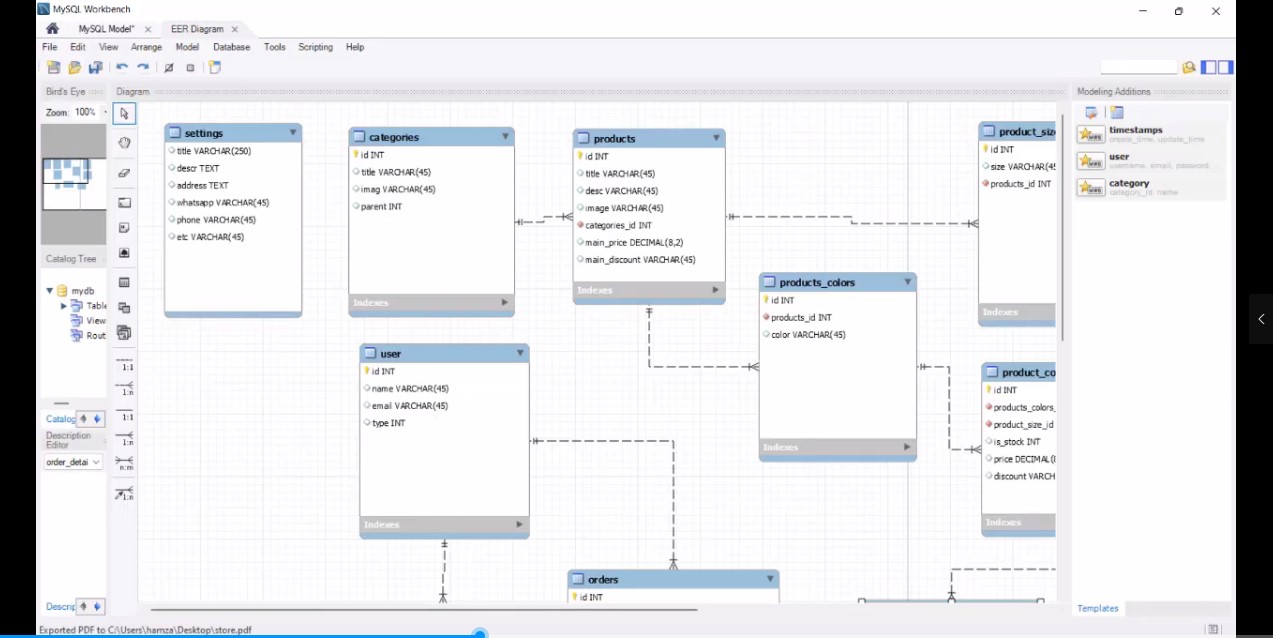 MySQL Workbench
MySQL Model* × EER Diagram ×
File Edit View Arrange Model Database Tools Scripting Help
Bird's Eye
Diagram
Modeling Additions
Zoom: 100%
timestamps
create_time, update_time
user
username, email, password,
category
category_id, name
settings
title VARCHAR(250)
descr TEXT
address TEXT
whatsapp VARCHAR(45)
phone VARCHAR(45)
etc VARCHAR(45)
categories
id INT
title VARCHAR(45)
imag VARCHAR(45)
parent INT
Indexes
products
id INT
title VARCHAR(45)
desc VARCHAR(45)
image VARCHAR(45)
categories_id INT
main_price DECIMAL(8,2)
main_discount VARCHAR(45)
Indexes
product_size
id INT
size VARCHAR(45
products_id INT
Indexes
products_colors
id INT
products_id INT
color VARCHAR(45)
Indexes
user
id INT
name VARCHAR(45)
email VARCHAR(45)
type INT
Indexes
product_co
id INT
products_colors_
product_size_id
is_stock INT
price DECIMAL(
discount VARCH
Indexes
orders
id INT
Catalog Tree
mydb
Table
View
Rout
1:1
1:n
1:1
1:n
n:m
1:n
Catalog
Description
Editor
order_detai
Descrip
Templates
Exported PDF to C:\Users\hamza\Desktop\store.pdf